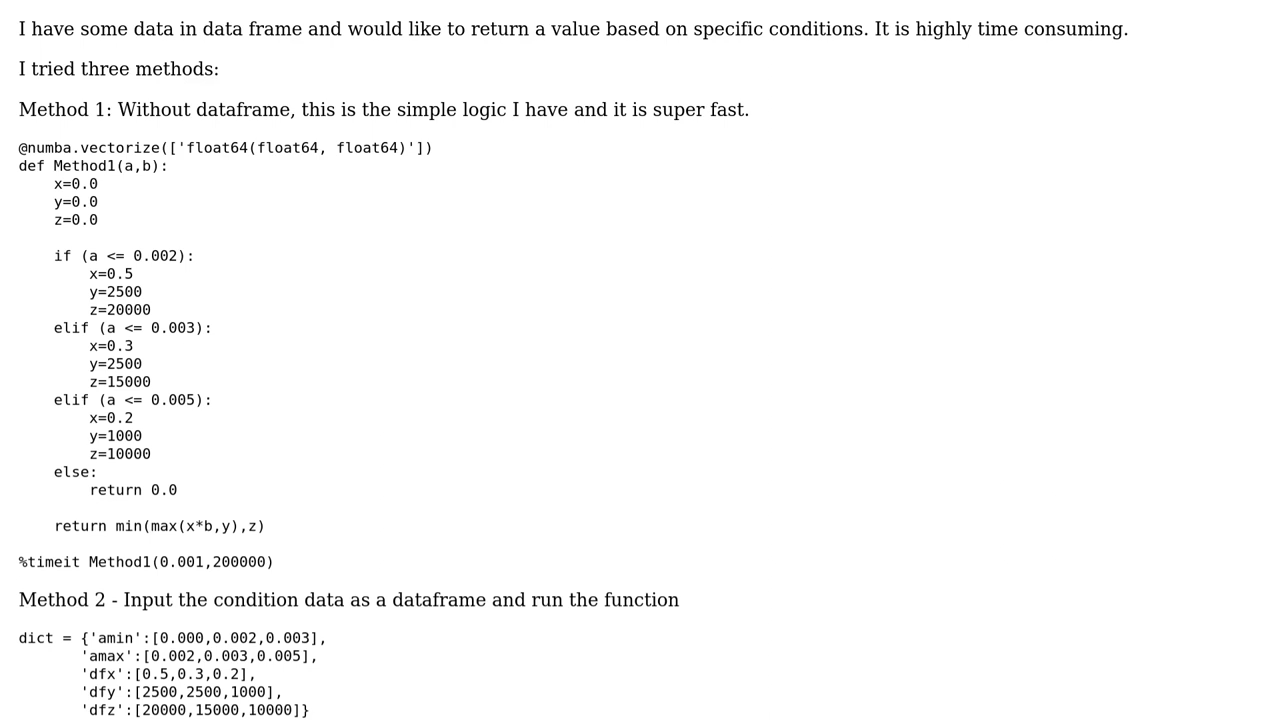 I have some data in data frame and would like to return a value based on specific conditions. It is highly time consuming.
I tried three methods:
Method 1: Without dataframe, this is the simple logic I have and it is super fast.
@numba.vectorize(['float64(float64, float64)'])
def Method1(a,b):
    x=0.0
    y=0.0
    z=0.0
    if (a <= 0.002):
        x=0.5
        y=2500
        z=20000
    elif (a <= 0.003):
        x=0.3
        y=2500
        z=15000
    elif (a <= 0.005):
        x=0.2
        y=1000
        z=10000
    else:
        return 0.0
    return min(max(x*b,y),z)
%timeit Method1(0.001,200000)
Method 2 - Input the condition data as a dataframe and run the function
dict = {'amin':[0.000,0.002,0.003],
       'amax':[0.002,0.003,0.005],
       'dfx':[0.5,0.3,0.2],
       'dfy':[2500,2500,1000],
       'dfz':[20000,15000,10000]}